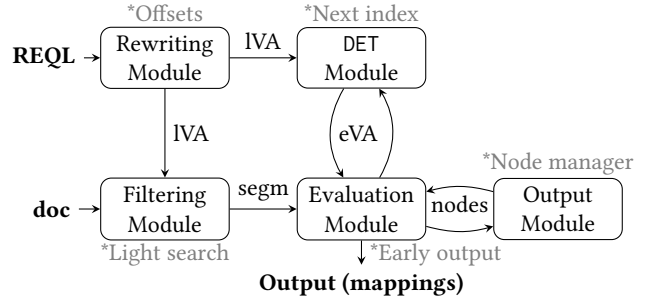 *Offsets
*Next index
REQL
Rewriting
Module
lVA
DET
Module
lVA
eVA
*Node manager
doc
Filtering
Module
segm
Evaluation
Module
nodes
Output
Module
*Light search
*Early output
Output (mappings)